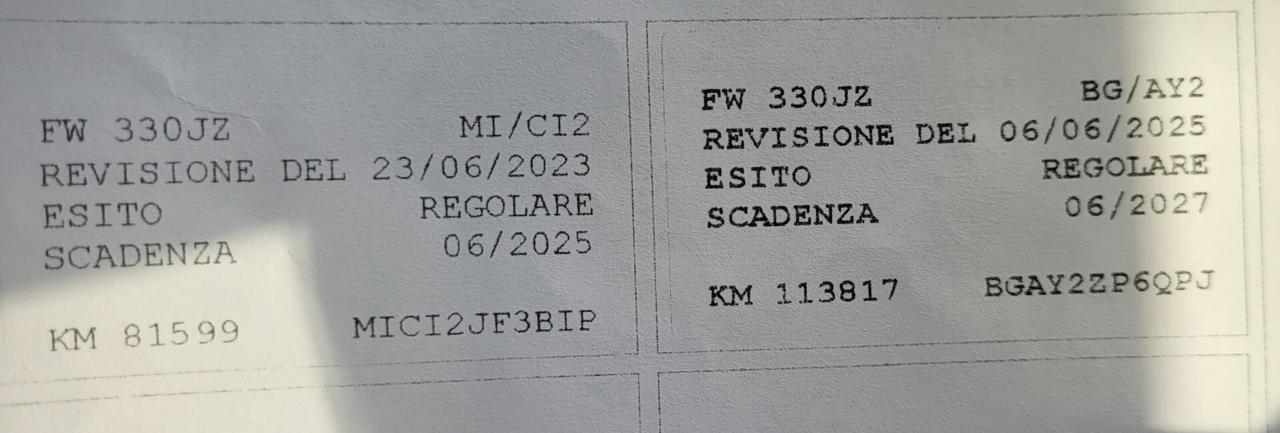 FW 330JZ MI/CI2
REVISIONE DEL 23/06/2023
ESITO REGOLARE
SCADENZA 06/2025
KM 81599 MICI2JF3BIP
FW 330JZ BG/AY2
REVISIONE DEL 06/06/2025
ESITO REGOLARE
SCADENZA 06/2027
KM 113817 BGAY2ZP6QPJ